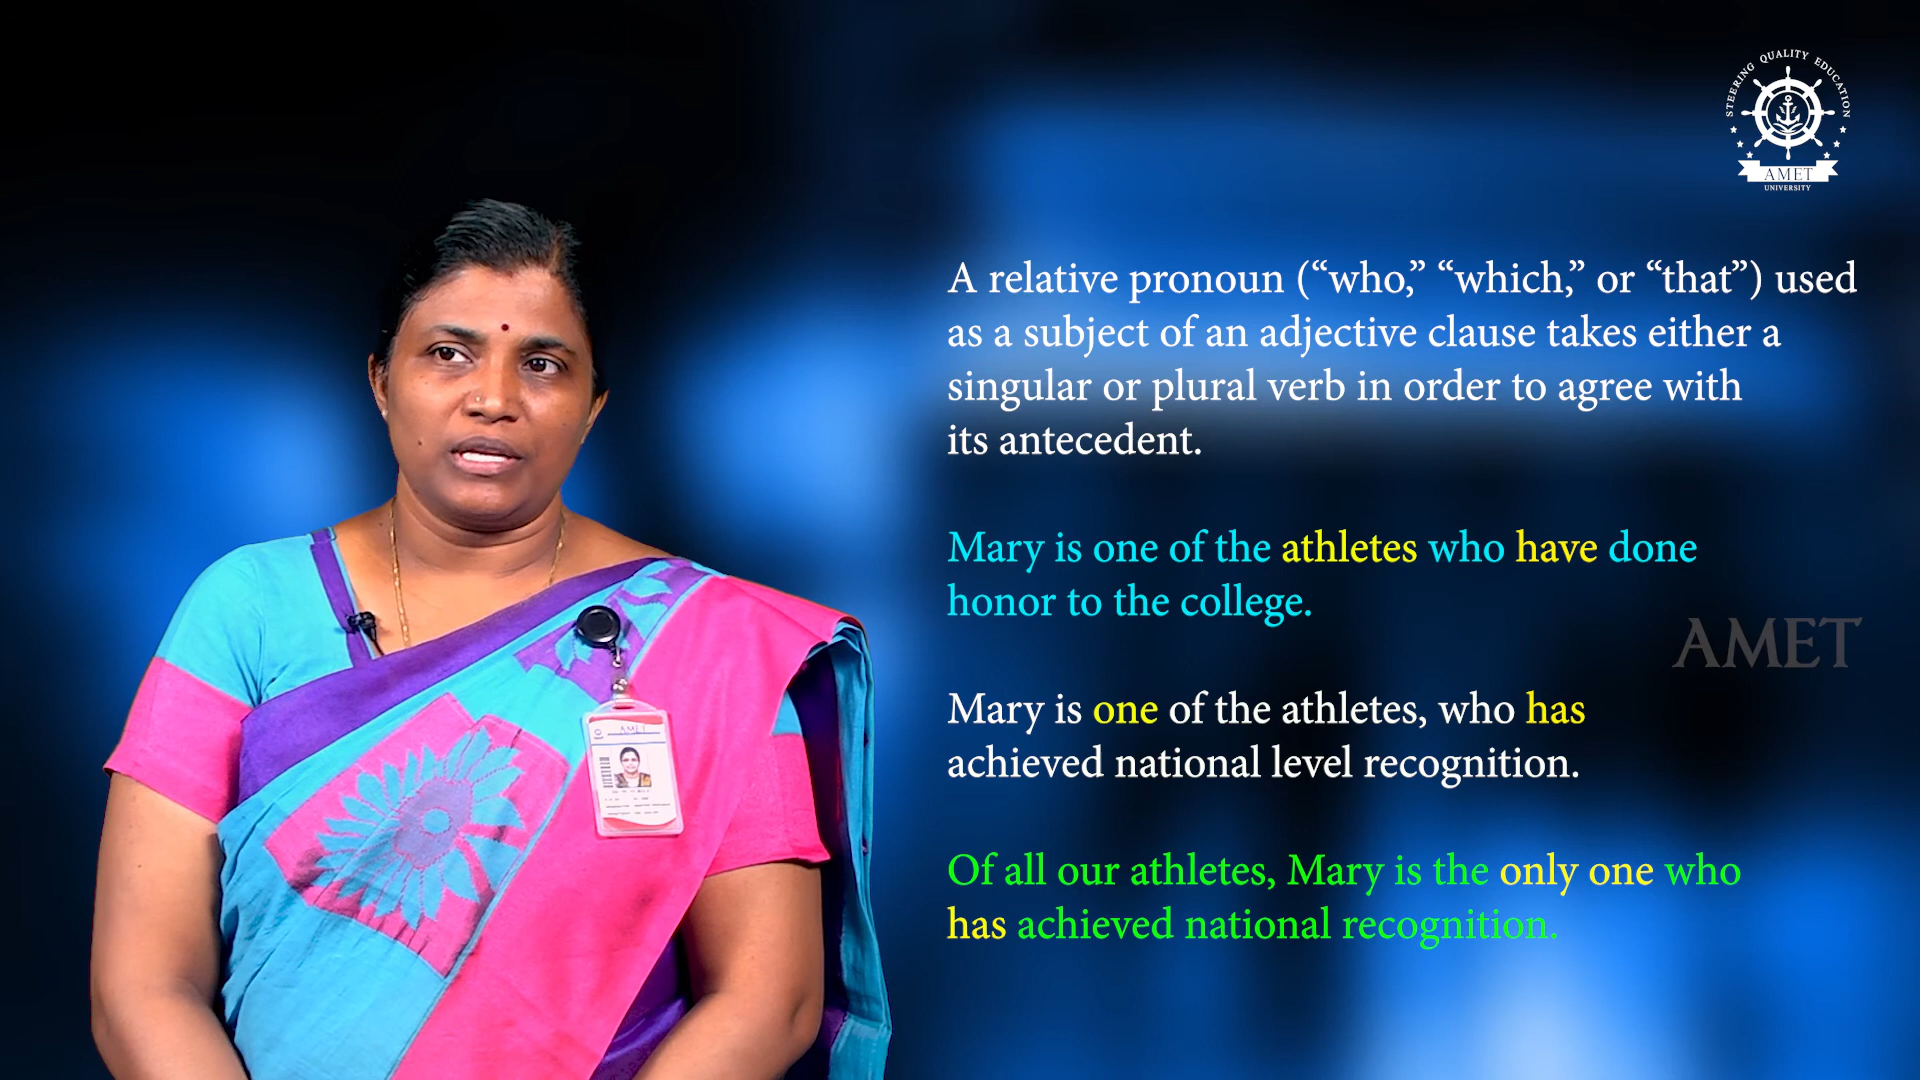 STEERING QUALITY EDUCATION
AMET
UNIVERSITY
A relative pronoun (“who,” “which,” or “that”) used
as a subject of an adjective clause takes either a
singular or plural verb in order to agree with
its antecedent.
Mary is one of the athletes who have done
honor to the college.
AMET
Mary is one of the athletes, who has
achieved national level recognition.
Of all our athletes, Mary is the only one who
has achieved national recognition.
AMET